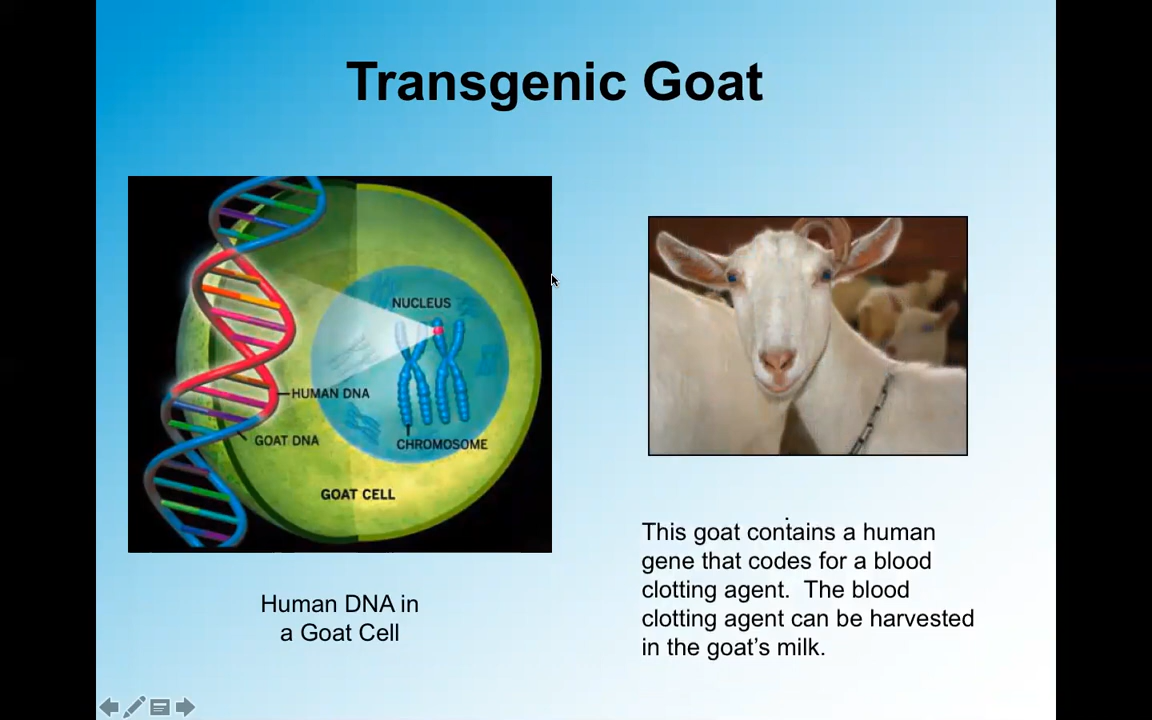 Transgenic Goat
NUCLEUS
HUMAN DNA
GOAT DNA
CHROMOSOME
GOAT CELL
Human DNA in
a Goat Cell
This goat contains a human
gene that codes for a blood
clotting agent.  The blood
clotting agent can be harvested
in the goat’s milk.